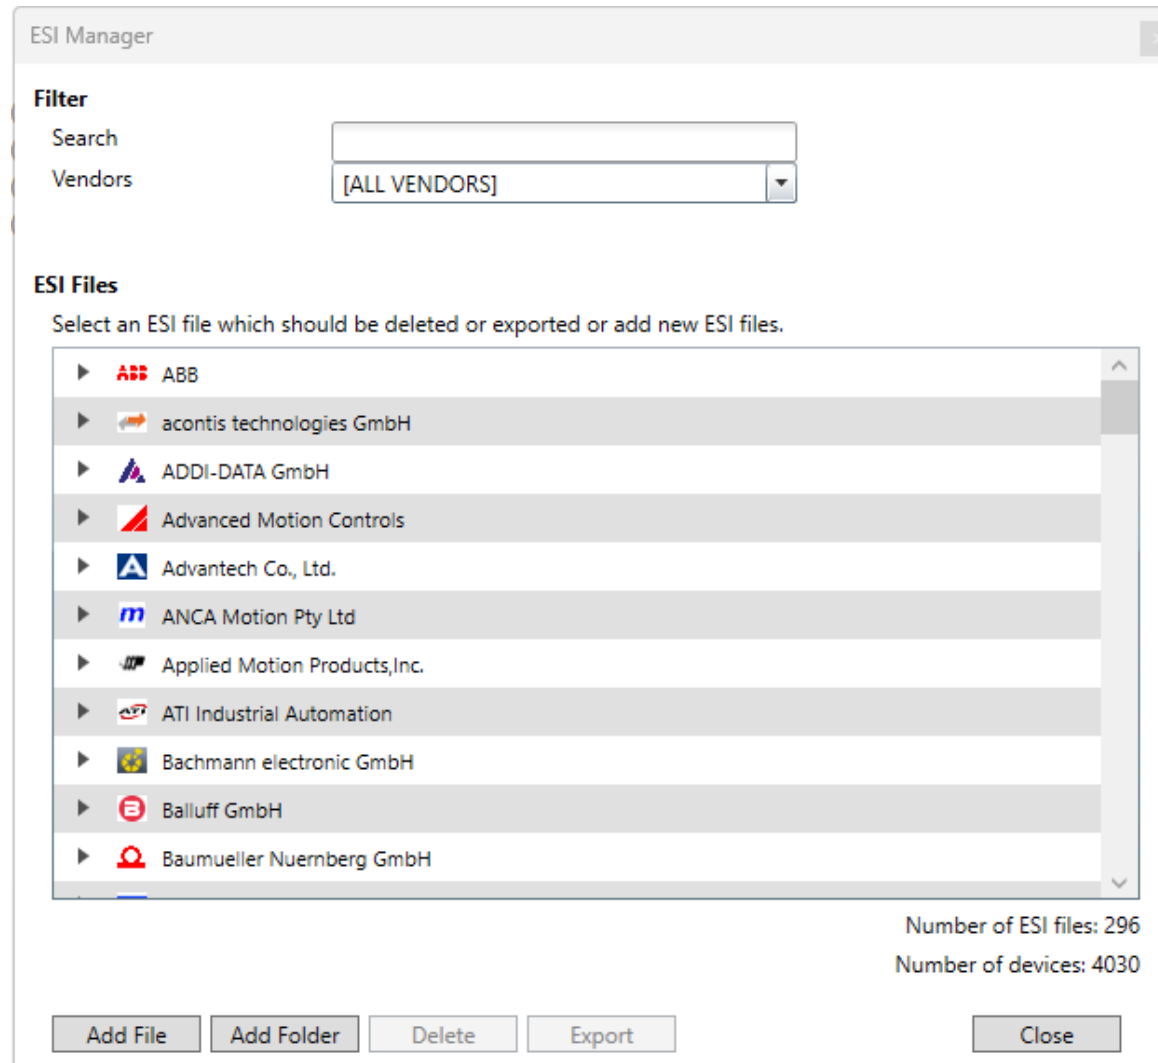 ESI Manager
Filter
Search
Vendors
[ALL VENDORS]
ESI Files
Select an ESI file which should be deleted or exported or add new ESI files.
ABB ABB
acontis technologies GmbH
ADDI-DATA GmbH
Advanced Motion Controls
A Advantech Co., Ltd.
m ANCA Motion Pty Ltd
Applied Motion Products,Inc.
ATI ATI Industrial Automation
Bachmann electronic GmbH
B Balluff GmbH
Baumueller Nuernberg GmbH
Number of ESI files: 296
Number of devices: 4030
Add File Add Folder Delete Export Close